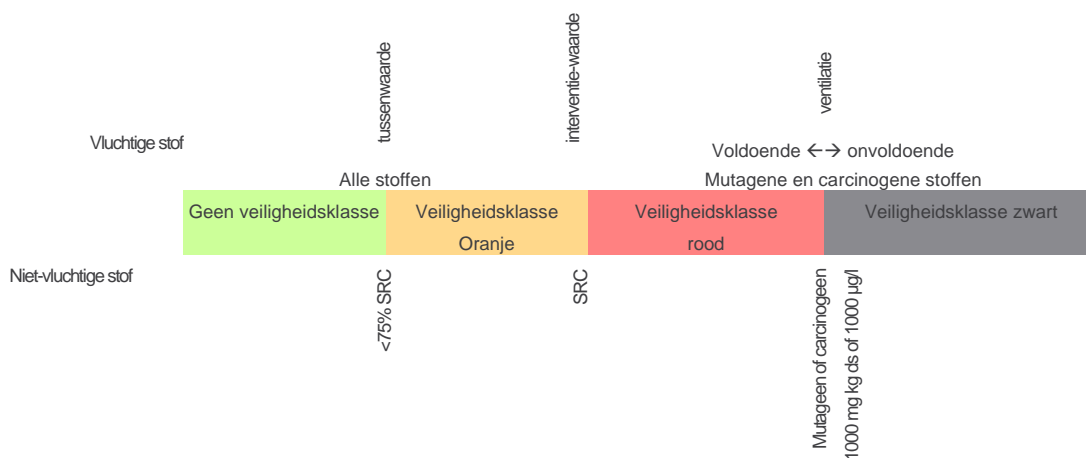 tussenwaarde
interventie-waarde
ventilatie
Vluchtige stof
Voldoende ←→ onvoldoende
Alle stoffen
Mutagene en carcinogene stoffen
Geen veiligheidsklasse
Veiligheidsklasse
Oranje
Veiligheidsklasse
rood
Veiligheidsklasse zwart
Niet-vluchtige stof
<75% SRC
SRC
Mutageen of carcinogeen
1000 mg kg ds of 1000 µg/l